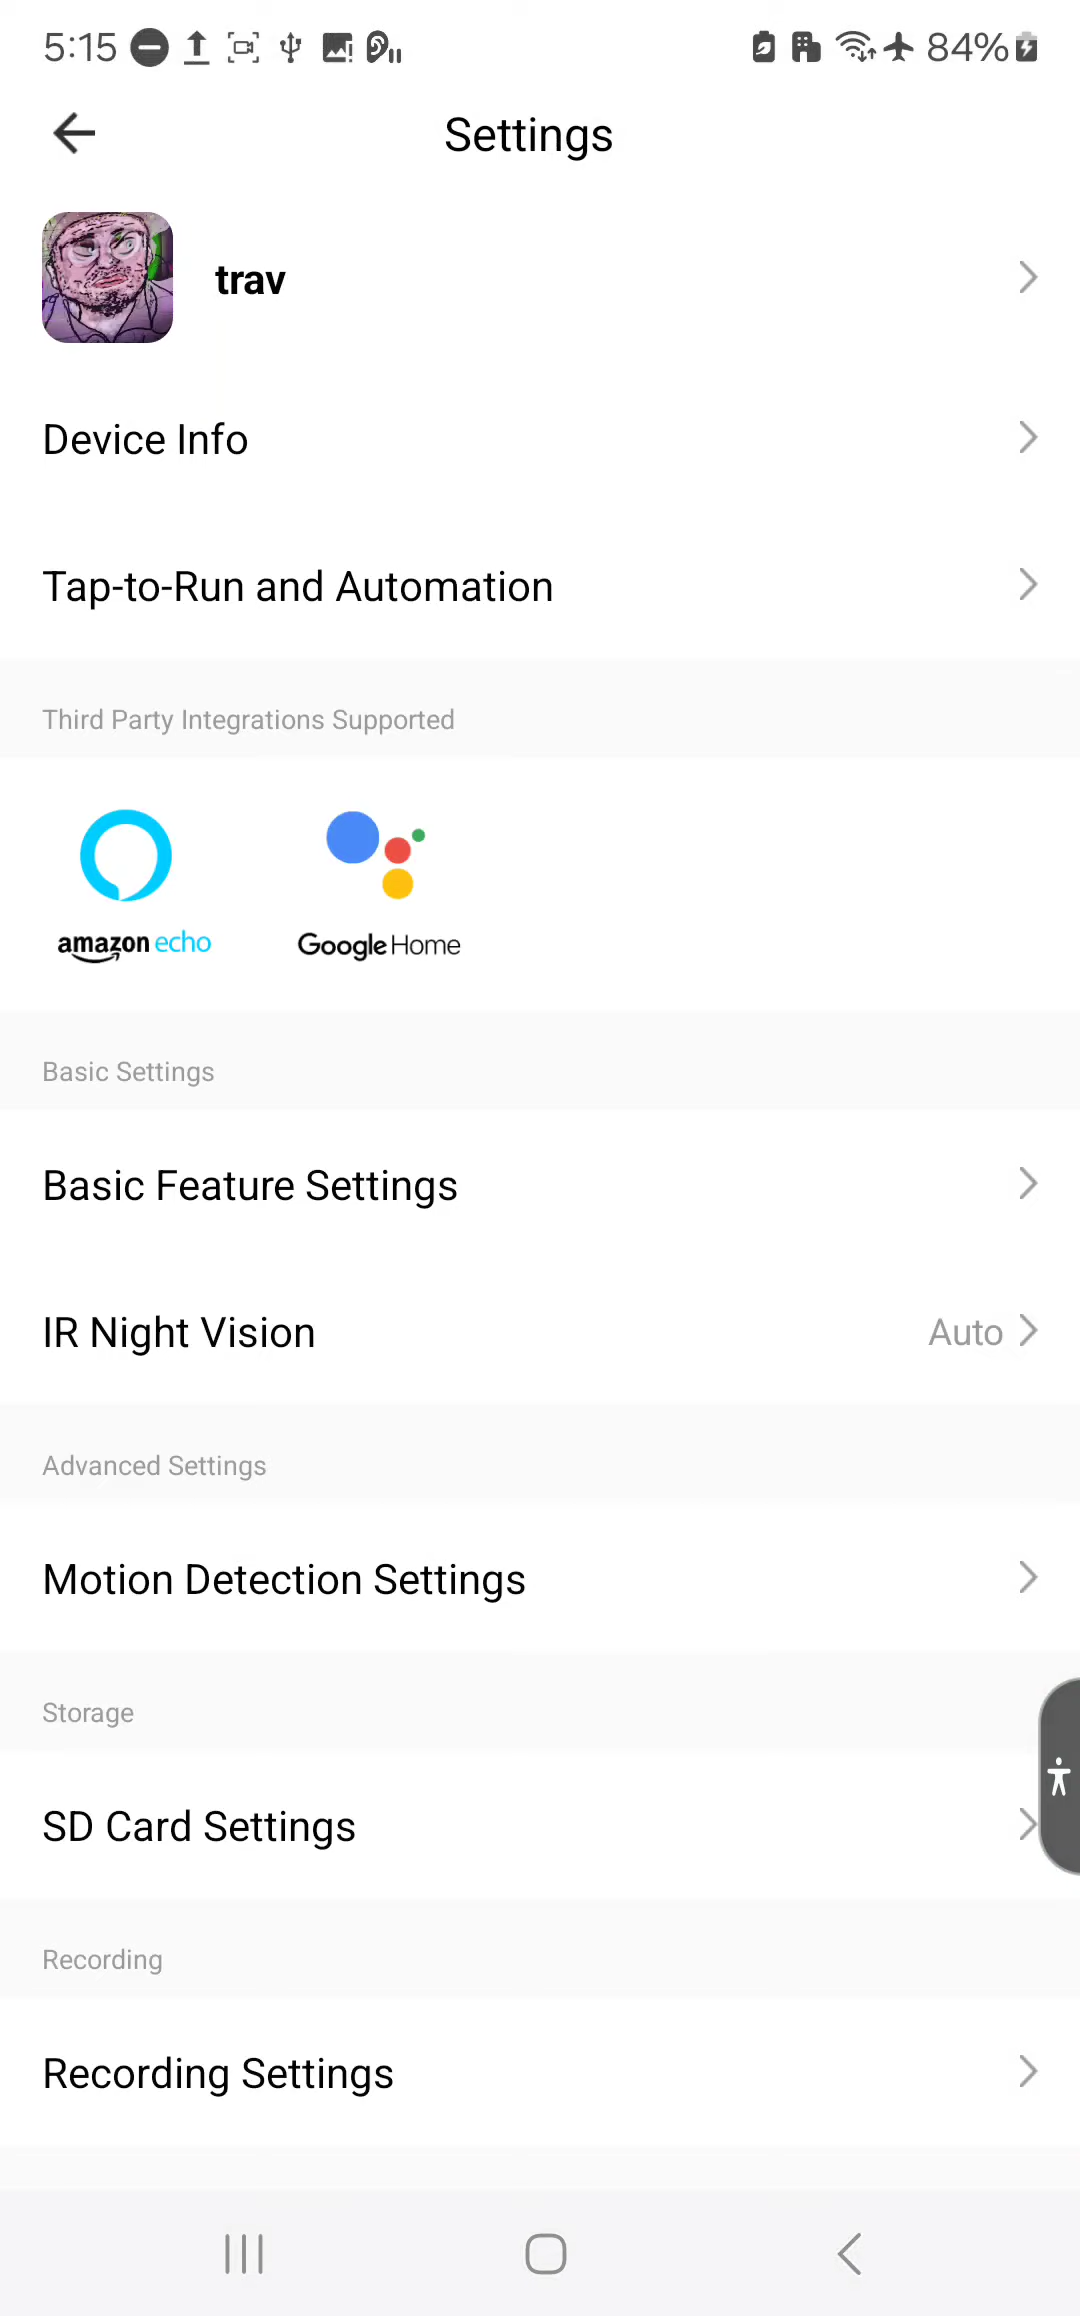 5:15 84%
Settings
trav
Device Info
Tap-to-Run and Automation
Third Party Integrations Supported
amazon echo Google Home
Basic Settings
Basic Feature Settings
IR Night Vision Auto
Advanced Settings
Motion Detection Settings
Storage
SD Card Settings
Recording
Recording Settings